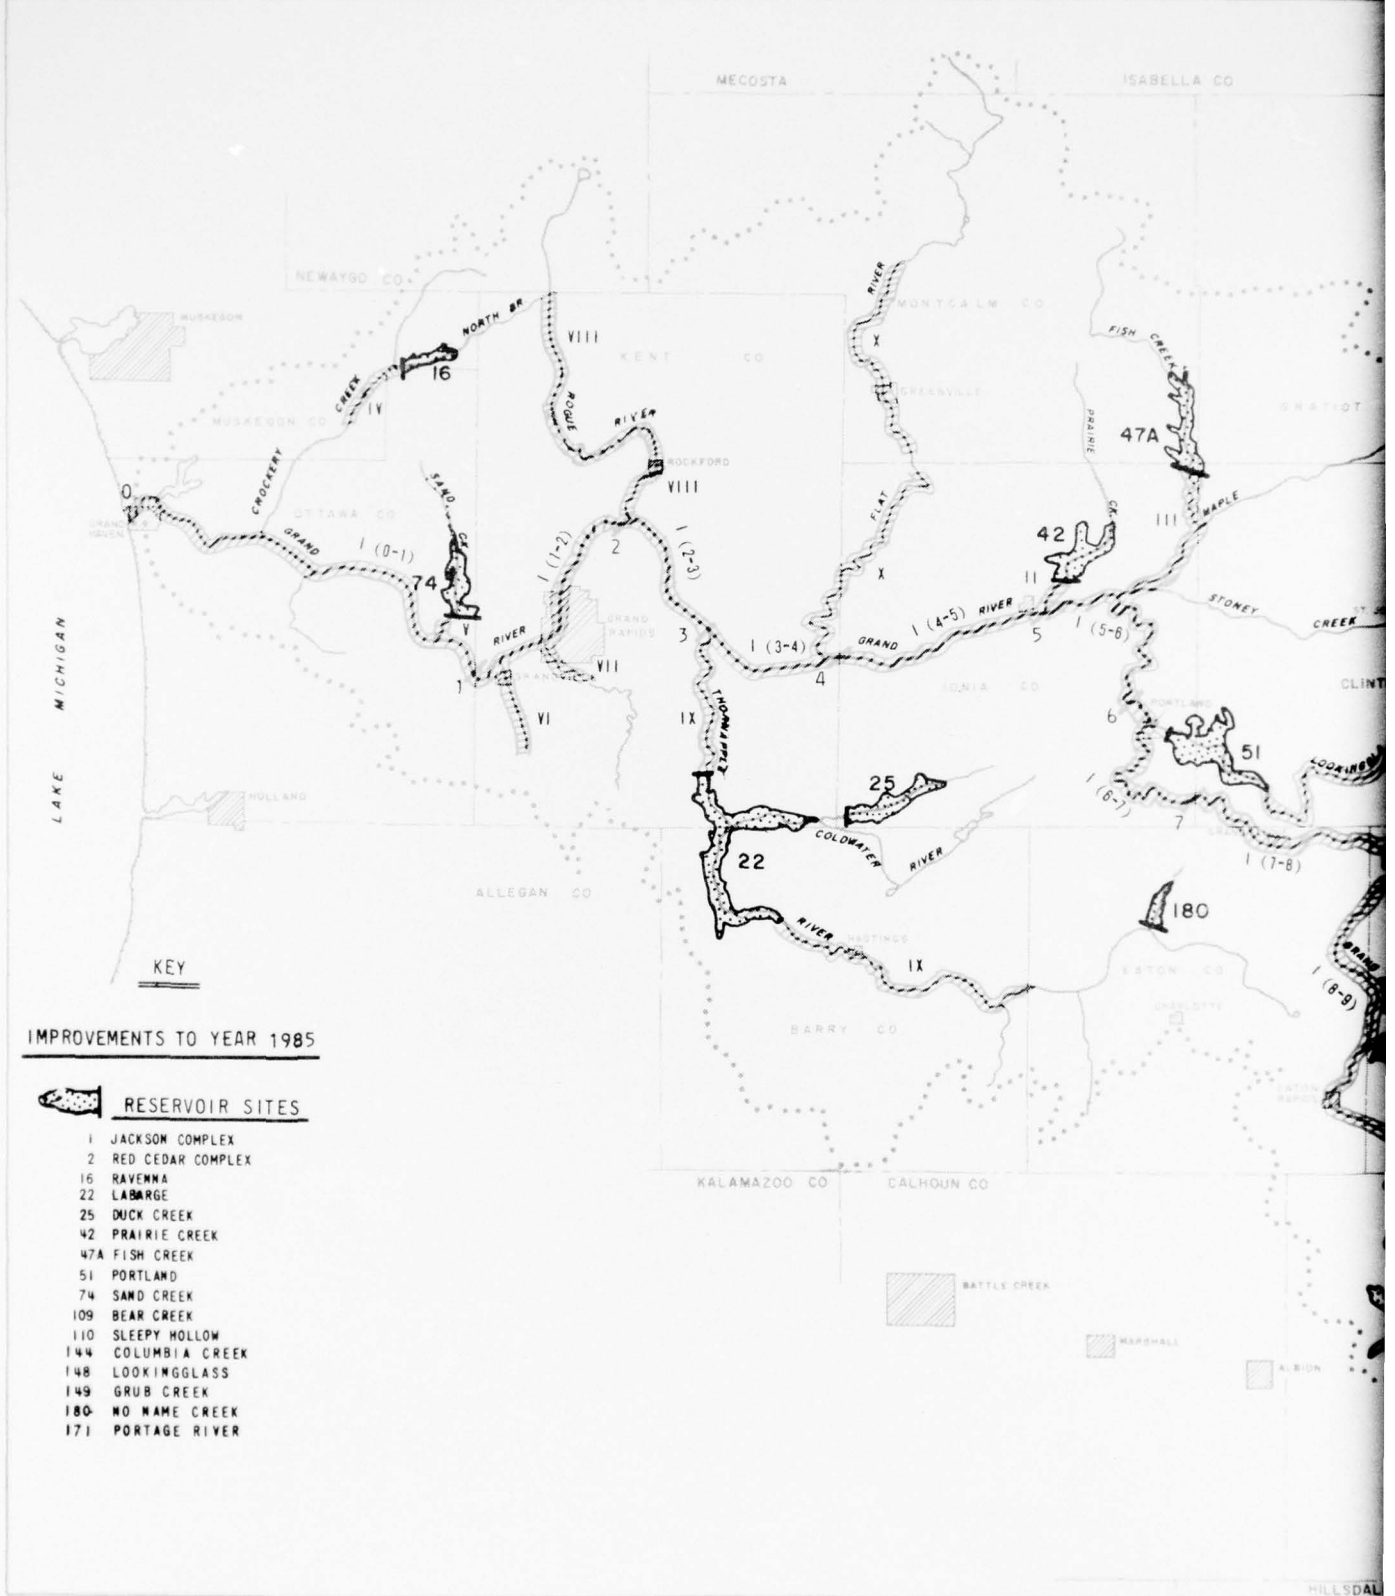 MECOSTA
ISABELLA CO
NEWAYGO CO.
MUSKEGON
MUSKEGON CO
KENT CO
MONTCALM CO
GREENVILLE
GRATIOT
NORTH BR
CREEK
CROCKERY
16
IV
VIII
ROGUE
RIVER
ROCKFORD
VIII
RIVER
X
FLAT
X
FISH CREEK
PRAIRIE
CK
47A
III
MAPLE
42
II
0
GRAND
HAVEN
OTTAWA CO
GRAND
I (0-1)
SAND
CK
74
V
RIVER
1
I (1-2)
2
I (2-3)
GRAND
RAPIDS
GRANDVILLE
VII
VI
3
I (3-4)
4
GRAND
I (4-5)
RIVER
5
I (5-6)
STONEY
CREEK
IONIA CO
CLINT
6
PORTLAND
51
I (6-7)
7
I (7-8)
LAKE MICHIGAN
HOLLAND
IX
THORNAPPLE
25
COLDWATER
RIVER
22
ALLEGAN CO
RIVER
HASTINGS
IX
BARRY CO
180
EATON CO
CHARLOTTE
GRAND
I (8-9)
EATON
RAPIDS
KALAMAZOO CO
CALHOUN CO
BATTLE CREEK
MARSHALL
ALBION
HILLSDAL
KEY
IMPROVEMENTS TO YEAR 1985
RESERVOIR SITES
1 JACKSON COMPLEX
2 RED CEDAR COMPLEX
16 RAVENNA
22 LABARGE
25 DUCK CREEK
42 PRAIRIE CREEK
47A FISH CREEK
51 PORTLAND
74 SAND CREEK
109 BEAR CREEK
110 SLEEPY HOLLOW
144 COLUMBIA CREEK
148 LOOKINGGLASS
149 GRUB CREEK
180 NO NAME CREEK
171 PORTAGE RIVER